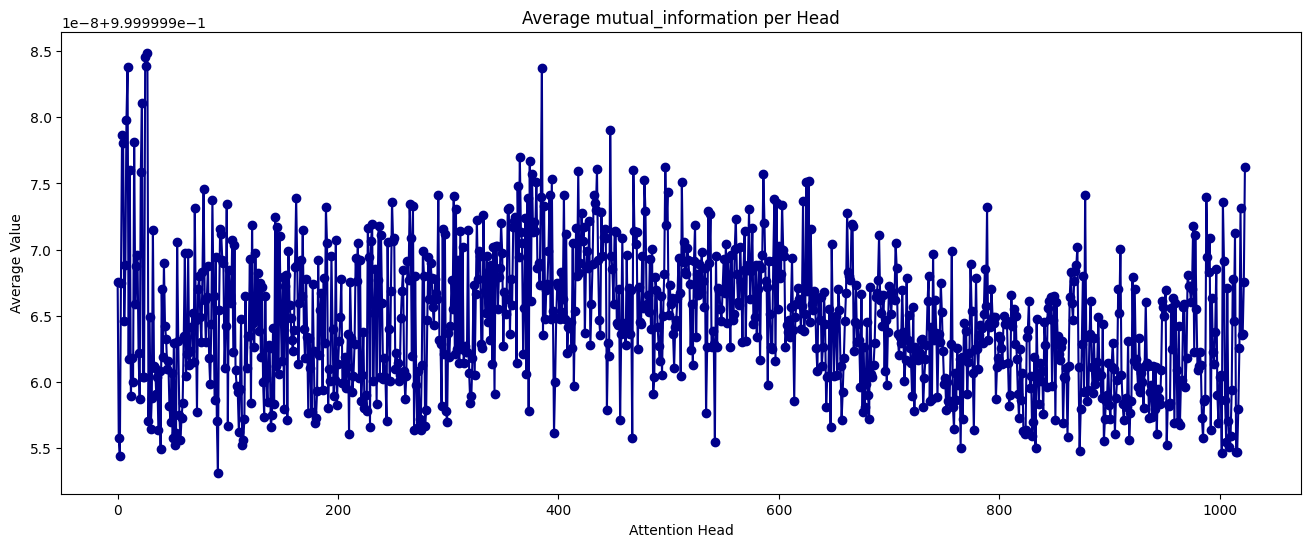 Average mutual_information per Head
1e−8+9.999999e−1
8.5
8.0
7.5
7.0
6.5
6.0
5.5
Average Value
0 200 400 600 800 1000
Attention Head